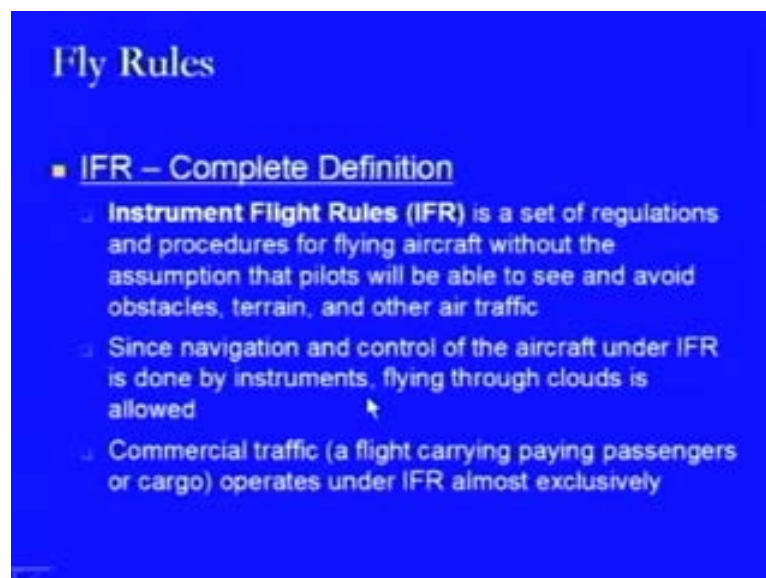 Fly Rules
IFR – Complete Definition
Instrument Flight Rules (IFR) is a set of regulations
and procedures for flying aircraft without the
assumption that pilots will be able to see and avoid
obstacles, terrain, and other air traffic
Since navigation and control of the aircraft under IFR
is done by instruments, flying through clouds is
allowed
Commercial traffic (a flight carrying paying passengers
or cargo) operates under IFR almost exclusively